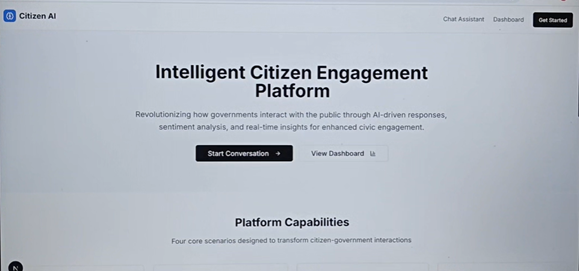 Citizen AI
Chat Assistant Dashboard Get Started
Intelligent Citizen Engagement
Platform
Revolutionizing how governments interact with the public through AI-driven responses,
sentiment analysis, and real-time insights for enhanced civic engagement.
Start Conversation → View Dashboard
Platform Capabilities
Four core scenarios designed to transform citizen-government interactions
N